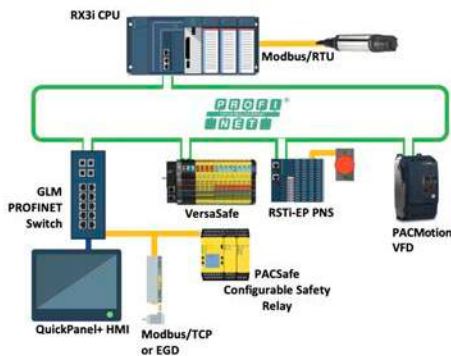 RX3i CPU
Modbus/RTU
PROFI
NET
GLM
PROFINET
Switch
VersaSafe
RSTi-EP PNS
PACMotion
VFD
PACSafe
Configurable Safety
Relay
QuickPanel+ HMI
Modbus/TCP
or EGD